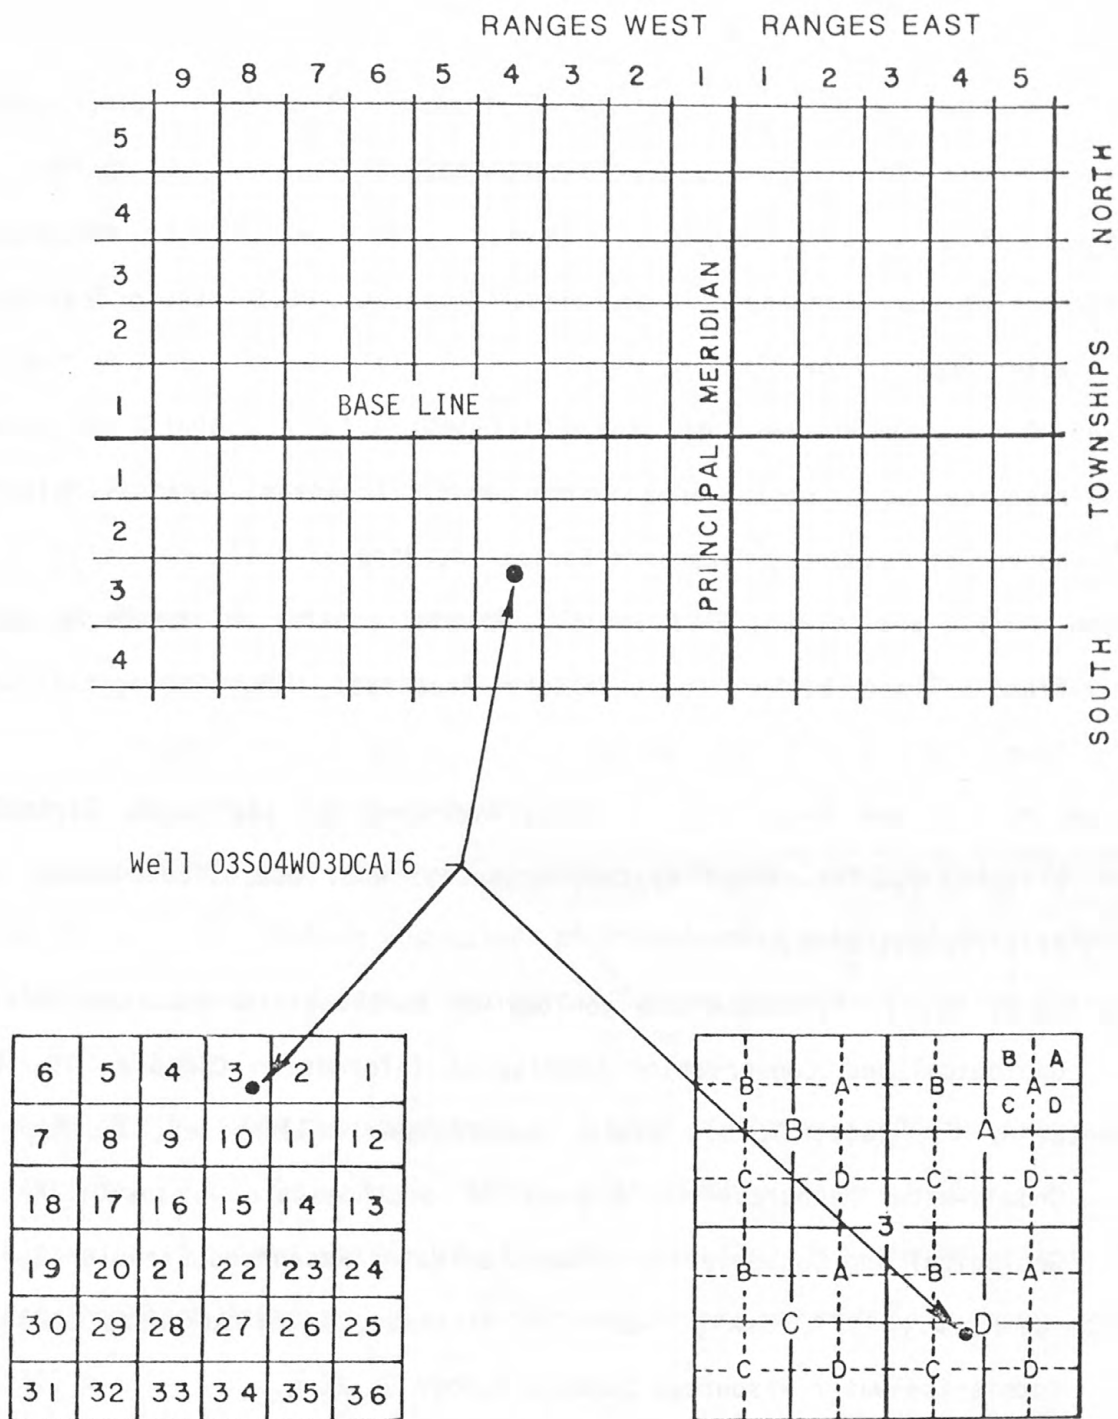 RANGES WEST RANGES EAST
9 8 7 6 5 4 3 2 1 1 2 3 4 5
5
4
3
2
1
BASE LINE
1
2
3
4
PRINCIPAL MERIDIAN
NORTH
TOWNSHIPS
SOUTH
Well 03S04W03DCA16
6 5 4 3 2 1
7 8 9 10 11 12
18 17 16 15 14 13
19 20 21 22 23 24
30 29 28 27 26 25
31 32 33 34 35 36
B A
B A B A
C D
B A
C D C D
3
B A B A
C D
C D C D